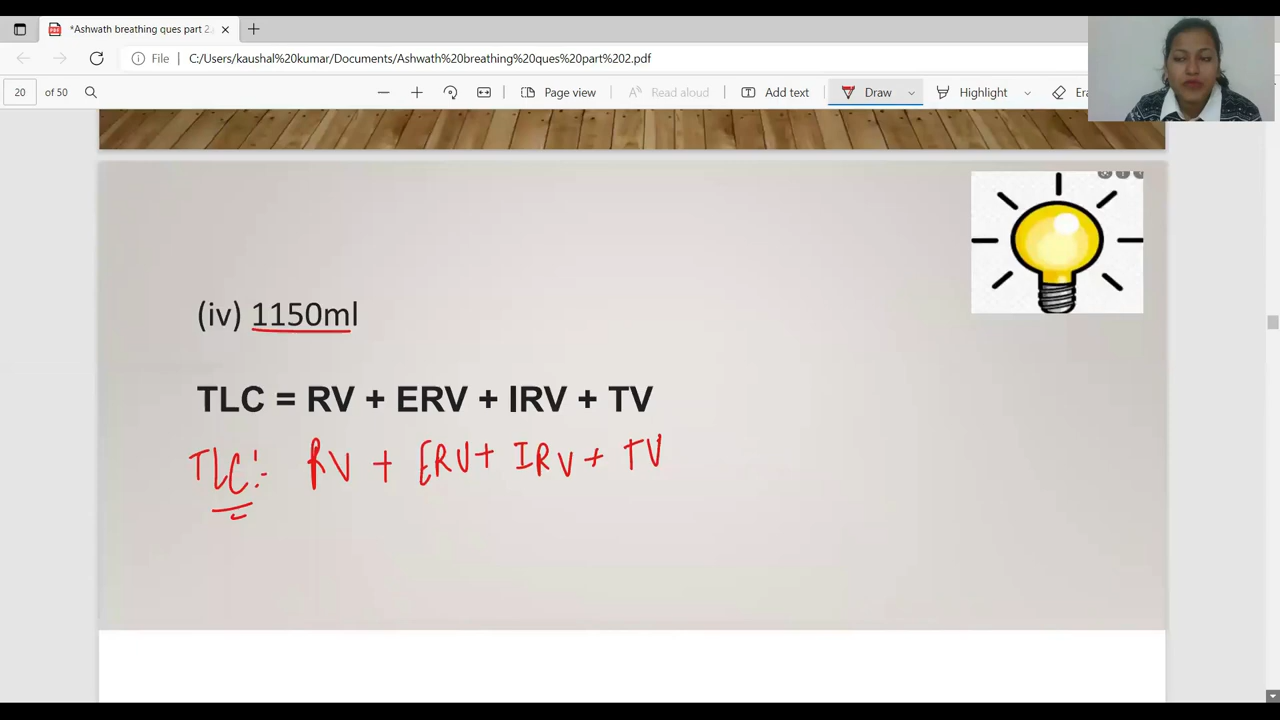 *Ashwath breathing ques part 2.
File C:/Users/kaushal%20kumar/Documents/Ashwath%20breathing%20ques%20part%202.pdf
20 of 50 Page view Read aloud Add text Draw Highlight Era
(iv) 1150ml
TLC = RV + ERV + IRV + TV
TLC:- RV + ERV + IRV + TV